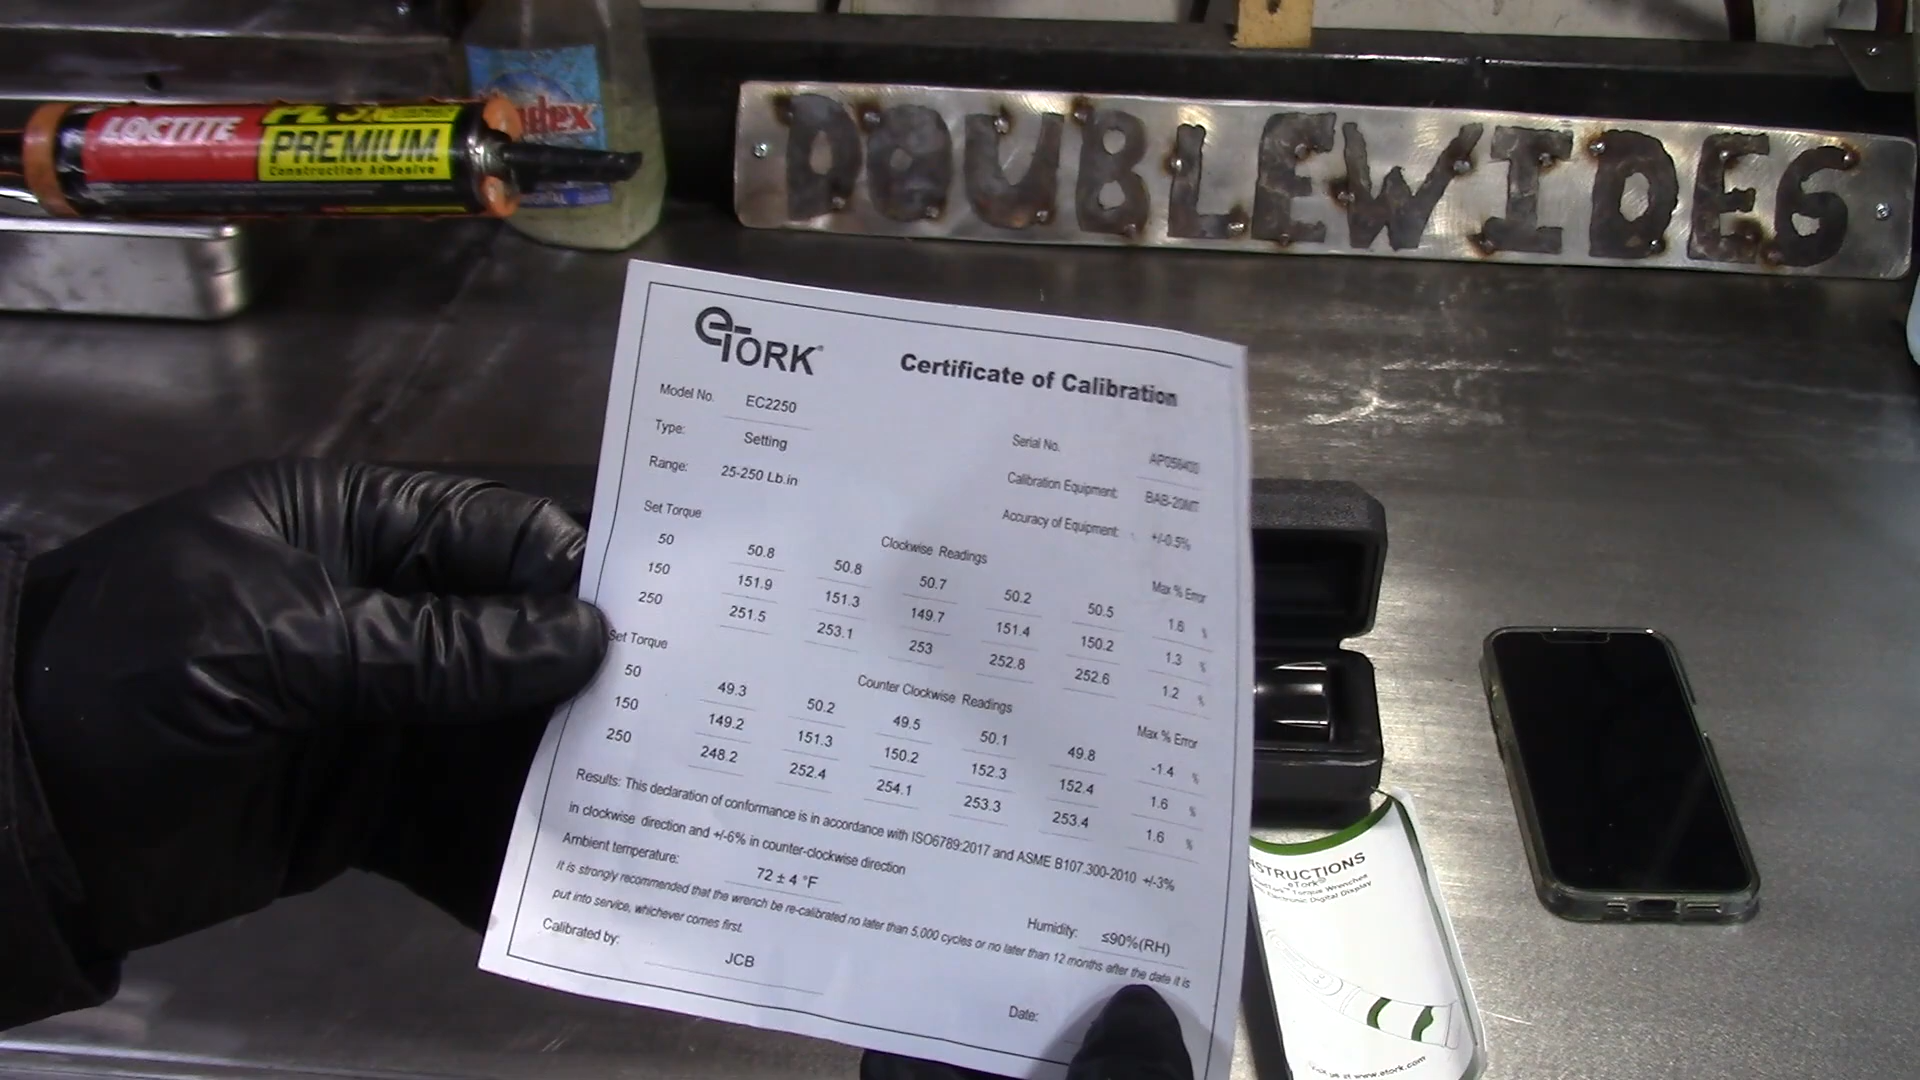 LOCTITE
PREMIUM
Construction Adhesive
DOUBLEWIDE6
eTORK
Certificate of Calibration
Model No. EC2250
Serial No.
Type: Setting
Calibration Equipment: BAB-20MT
Range: 25-250 Lb.in
Accuracy of Equipment: +/-0.5%
Set Torque Clockwise Readings Max % Error
50 50.8 50.8 50.7 50.2 50.5 1.6 %
150 151.9 151.3 149.7 151.4 150.2 1.3 %
250 251.5 253.1 253 252.8 252.6 1.2 %
Set Torque Counter Clockwise Readings Max % Error
50 49.3 50.2 49.5 50.1 49.8 -1.4 %
150 149.2 151.3 150.2 152.3 152.4 1.6 %
250 248.2 252.4 254.1 253.3 253.4 1.6 %
Results: This declaration of conformance is in accordance with ISO6789:2017 and ASME B107.300-2010 +/-3%
in clockwise direction and +/-6% in counter-clockwise direction
Ambient temperature: 72 ± 4 °F
Humidity: ≤90%(RH)
It is strongly recommended that the wrench be re-calibrated no later than 5,000 cycles or no later than 12 months after the date it is
put into service, whichever comes first.
Calibrated by: JCB
Date:
STRUCTIONS
eTork
Torque Wrenches
Electronic Digital Display
www.etork.com